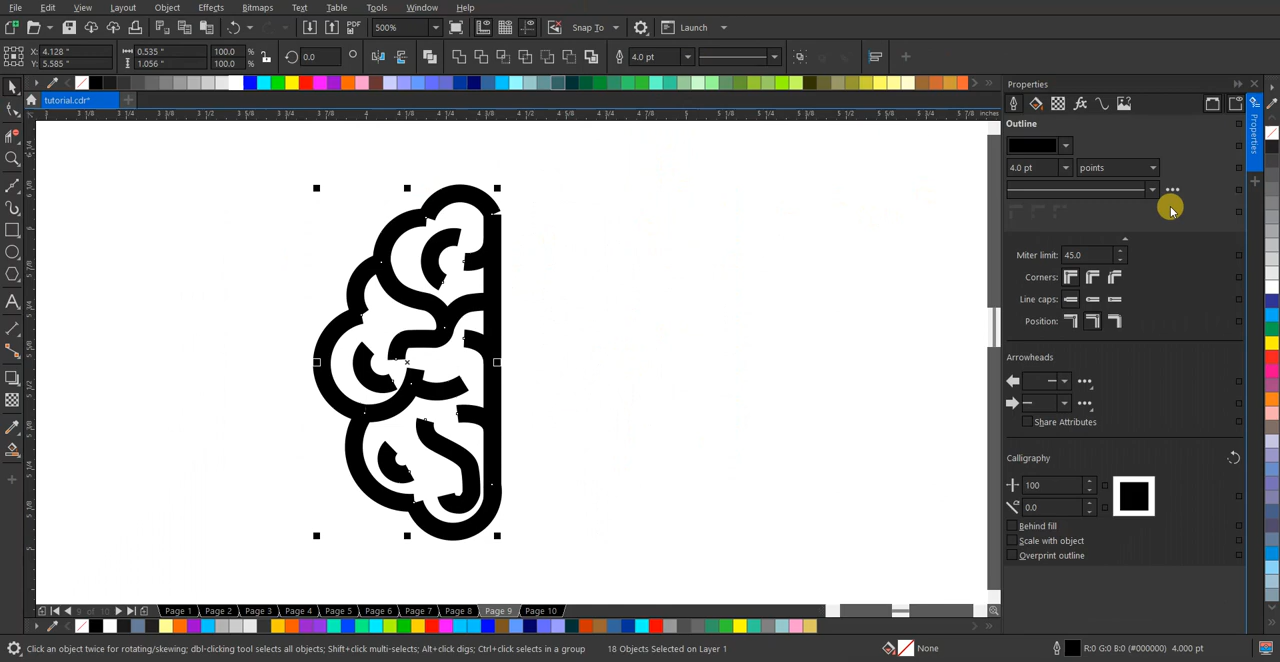 File Edit View Layout Object Effects Bitmaps Text Table Tools Window Help
PDF 500% Snap To Launch
X: 4.128 " 0.535 " 100.0 % 0.0 4.0 pt
Y: 5.585 " 1.056 " 100.0 %
tutorial.cdr*
inches
Properties
Properties
Outline
4.0 pt points
Miter limit: 45.0
Corners:
Line caps:
Position:
Arrowheads
Share Attributes
Calligraphy
100
0.0
Behind fill
Scale with object
Overprint outline
9 of 10 Page 1 Page 2 Page 3 Page 4 Page 5 Page 6 Page 7 Page 8 Page 9 Page 10
Click an object twice for rotating/skewing; dbl-clicking tool selects all objects; Shift+click multi-selects; Alt+click digs; Ctrl+click selects in a group 18 Objects Selected on Layer 1 None R:0 G:0 B:0 (#000000) 4.000 pt